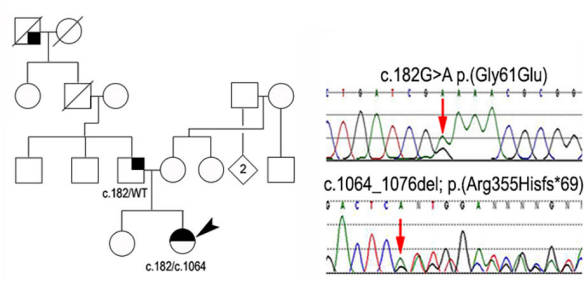 c.182G>A p.(Gly61Glu)
C T G A T C G A A A A C G C G G
2
c.182/WT
c.1064_1076del; p.(Arg355Hisfs*69)
G A C T C A N T G G A N N N N G N
c.182/c.1064